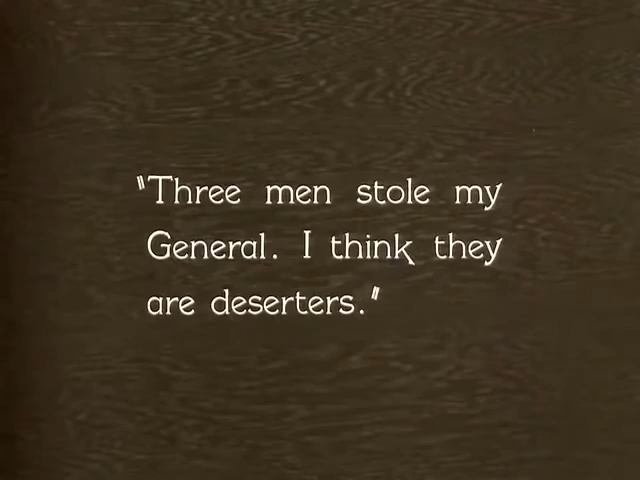 "Three men stole my
General. I think they
are deserters."